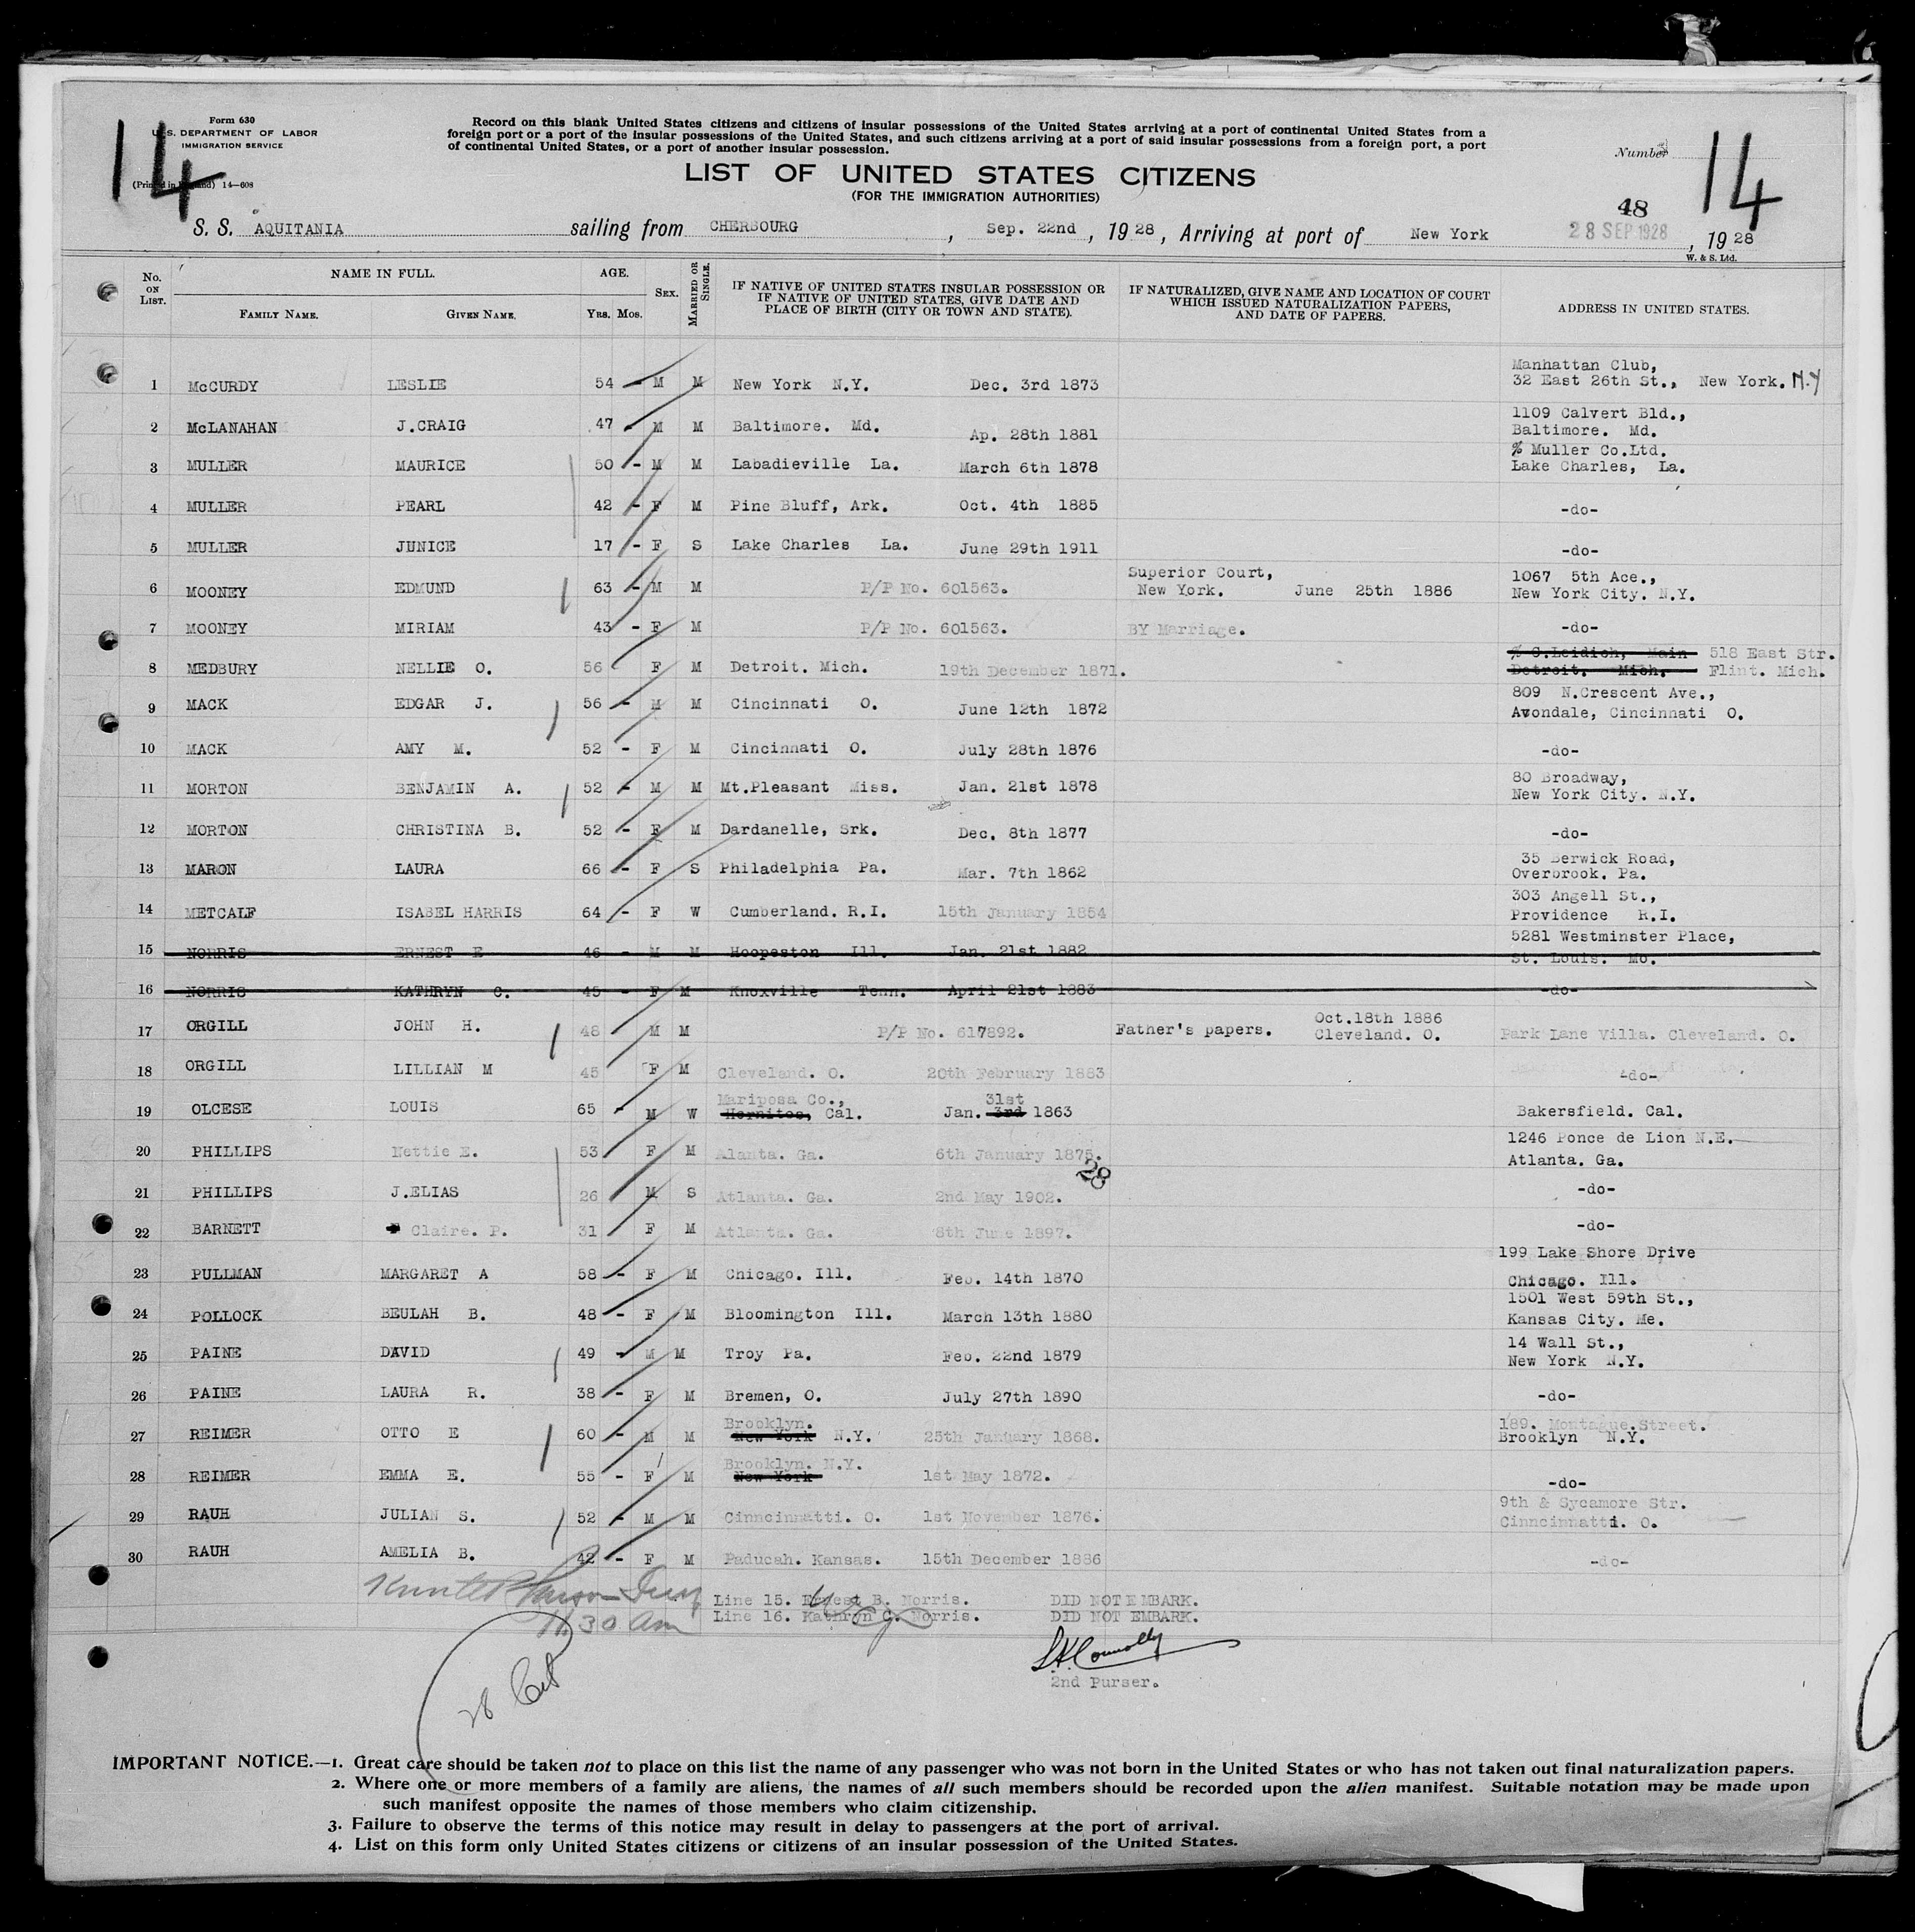 14
Form 630
U.S. DEPARTMENT OF LABOR
IMMIGRATION SERVICE
(Printed in England) 14—608
Record on this blank United States citizens and citizens of insular possessions of the United States arriving at a port of continental United States from a
foreign port or a port of the insular possessions of the United States, and such citizens arriving at a port of said insular possessions from a foreign port, a port
of continental United States, or a port of another insular possession.
Number
14
LIST OF UNITED STATES CITIZENS
(FOR THE IMMIGRATION AUTHORITIES)
48
S. S. AQUITANIA sailing from CHERBOURG , Sep. 22nd , 19 28 , Arriving at port of New York 28 SEP 1928 , 19 28
W. & S. Ltd.
No. ON LIST. NAME IN FULL. AGE. SEX. MARRIED OR SINGLE. IF NATIVE OF UNITED STATES INSULAR POSSESSION OR IF NATIVE OF UNITED STATES, GIVE DATE AND PLACE OF BIRTH (CITY OR TOWN AND STATE). IF NATURALIZED, GIVE NAME AND LOCATION OF COURT WHICH ISSUED NATURALIZATION PAPERS, AND DATE OF PAPERS. ADDRESS IN UNITED STATES.
FAMILY NAME. GIVEN NAME. YRS. MOS.
Manhattan Club,
1 McCURDY LESLIE 54 - M M New York N.Y. Dec. 3rd 1873 32 East 26th St., New York. N.Y
1109 Calvert Bld.,
2 McLANAHAN J.CRAIG 47 - M M Baltimore. Md. Ap. 28th 1881 Baltimore. Md.
% Muller Co.Ltd.
3 MULLER MAURICE 50 - M M Labadieville La. March 6th 1878 Lake Charles, La.
4 MULLER PEARL 42 - F M Pine Bluff, Ark. Oct. 4th 1885 -do-
5 MULLER JUNICE 17 - F S Lake Charles La. June 29th 1911 -do-
Superior Court, 1067 5th Ace.,
6 MOONEY EDMUND 63 - M M P/P No. 601563. New York. June 25th 1886 New York City. N.Y.
7 MOONEY MIRIAM 43 - F M P/P No. 601563. BY Marriage. -do-
% C.Leidich, Main 518 East Str.
8 MEDBURY NELLIE O. 56 F M Detroit. Mich. 19th December 1871. Detroit. Mich. Flint. Mich.
809 N.Crescent Ave.,
9 MACK EDGAR J. 56 - M M Cincinnati O. June 12th 1872 Avondale, Cincinnati O.
10 MACK AMY M. 52 - F M Cincinnati O. July 28th 1876 -do-
80 Broadway,
11 MORTON BENJAMIN A. 52 - M M Mt.Pleasant Miss. Jan. 21st 1878 New York City. N.Y.
12 MORTON CHRISTINA B. 52 - F M Dardanelle, Srk. Dec. 8th 1877 -do-
35 Berwick Road,
13 MARON LAURA 66 - F S Philadelphia Pa. Mar. 7th 1862 Overbrook. Pa.
303 Angell St.,
14 METCALF ISABEL HARRIS 64 - F W Cumberland. R.I. 15th January 1854 Providence R.I.
5281 Westminster Place,
15 NORRIS ERNEST E 46 - M M Hoopeston Ill. Jan. 21st 1882 St. Louis. Mo.
16 NORRIS KATHRYN C. 45 - F M Knoxville Tenn. April 21st 1883 -do-
Oct.18th 1886
17 ORGILL JOHN H. 48 M M P/P No. 617892. Father's papers. Cleveland. O. Park Lane Villa. Cleveland. O.
18 ORGILL LILLIAN M 45 F M Cleveland. O. 20th February 1883 -do-
Mariposa Co., 31st
19 OLCESE LOUIS 65 - M W Hornitos, Cal. Jan. 3rd 1863 Bakersfield. Cal.
1246 Ponce de Lion N.E.
20 PHILLIPS Nettie E. 53 F M Alanta. Ga. 6th January 1875. Atlanta. Ga.
28
21 PHILLIPS J.ELIAS 26 M S Atlanta. Ga. 2nd May 1902. -do-
22 BARNETT Claire. P. 31 F M Atlanta. Ga. 8th June 1897. -do-
199 Lake Shore Drive
23 PULLMAN MARGARET A 58 - F M Chicago. Ill. Feb. 14th 1870 Chicago. Ill.
1501 West 59th St.,
24 POLLOCK BEULAH B. 48 - F M Bloomington Ill. March 13th 1880 Kansas City. Me.
14 Wall St.,
25 PAINE DAVID 49 - M M Troy Pa. Feb. 22nd 1879 New York N.Y.
26 PAINE LAURA R. 38 - F M Bremen, O. July 27th 1890 -do-
Brooklyn. 189. Montague.Street.
27 REIMER OTTO E 60 - M M New York N.Y. 25th January 1868. Brooklyn N.Y.
Brooklyn. N.Y.
28 REIMER EMMA E. 55 - F M New York 1st May 1872. -do-
9th & Sycamore Str.
29 RAUH JULIAN S. 52 - M M Cinncinnatti. O. 1st November 1876. Cinncinnatti. O.
30 RAUH AMELIA B. 42 - F M Paducah. Kansas. 15th December 1886 -do-
Line 15. Ernest B. Norris. DID NOT EMBARK.
11 30 am Line 16. Kathryn C. Norris. DID NOT EMBARK.
2nd Purser.
28
IMPORTANT NOTICE.—1. Great care should be taken not to place on this list the name of any passenger who was not born in the United States or who has not taken out final naturalization papers.
2. Where one or more members of a family are aliens, the names of all such members should be recorded upon the alien manifest. Suitable notation may be made upon
such manifest opposite the names of those members who claim citizenship.
3. Failure to observe the terms of this notice may result in delay to passengers at the port of arrival.
4. List on this form only United States citizens or citizens of an insular possession of the United States.